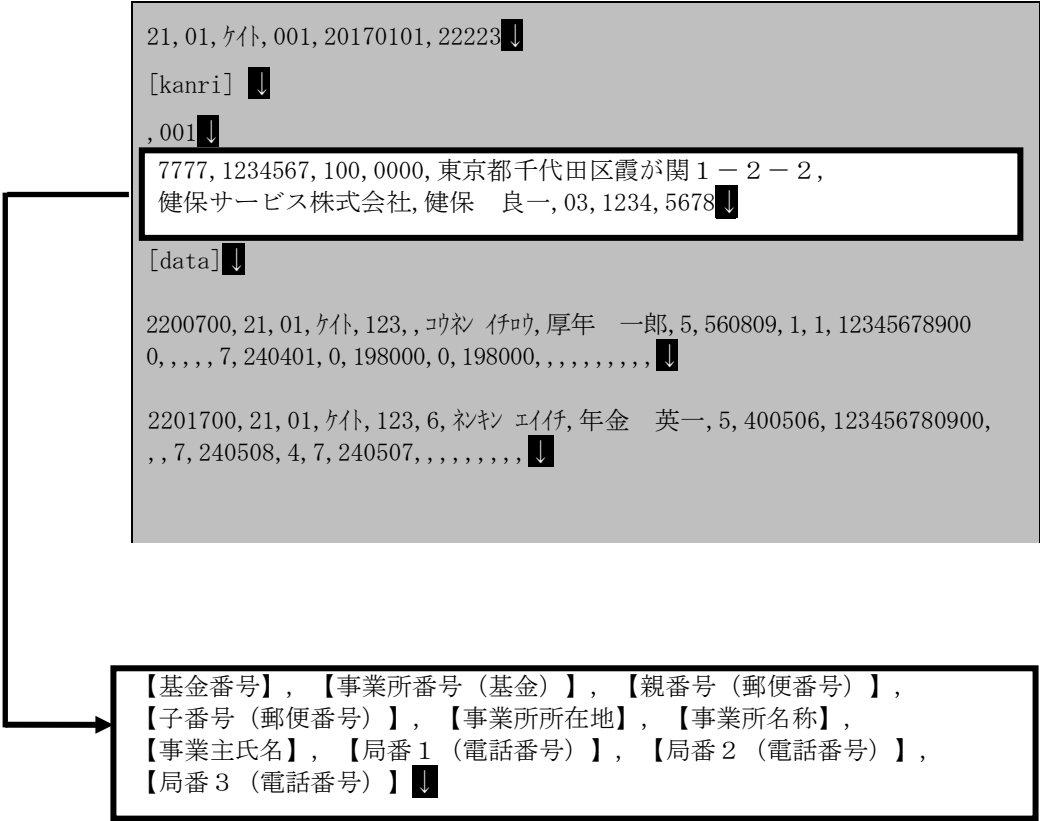 21,01,ｹｲﾄ,001,20170101,22223↓
[kanri] ↓
,001↓
7777,1234567,100,0000,東京都千代田区霞が関１－２－２,
健保サービス株式会社,健保　良一,03,1234,5678↓
[data]↓
2200700,21,01,ｹｲﾄ,123,,ｺｳﾈﾝ ｲﾁﾛｳ,厚年　一郎,5,560809,1,1,12345678900
0,,,,,7,240401,0,198000,0,198000,,,,,,,,,,↓
2201700,21,01,ｹｲﾄ,123,6,ﾈﾝｷﾝ ｴｲｲﾁ,年金　英一,5,400506,123456780900,
,,7,240508,4,7,240507,,,,,,,,,↓
【基金番号】, 【事業所番号（基金）】, 【親番号（郵便番号）】,
【子番号（郵便番号）】, 【事業所所在地】, 【事業所名称】,
【事業主氏名】, 【局番１（電話番号）】, 【局番２（電話番号）】,
【局番３（電話番号）】↓